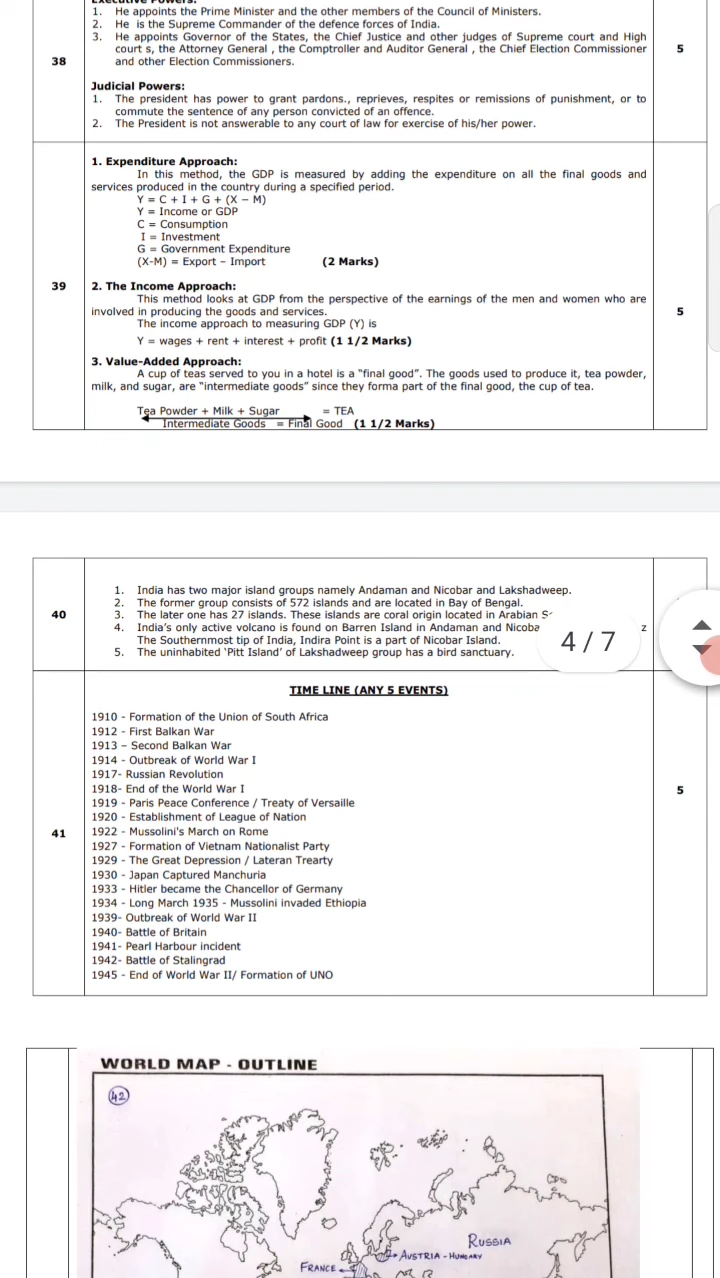 Executive Powers:
1. He appoints the Prime Minister and the other members of the Council of Ministers.
2. He is the Supreme Commander of the defence forces of India.
3. He appoints Governor of the States, the Chief Justice and other judges of Supreme court and High
court s, the Attorney General , the Comptroller and Auditor General , the Chief Election Commissioner
and other Election Commissioners.
38
5
Judicial Powers:
1. The president has power to grant pardons., reprieves, respites or remissions of punishment, or to
commute the sentence of any person convicted of an offence.
2. The President is not answerable to any court of law for exercise of his/her power.
1. Expenditure Approach:
In this method, the GDP is measured by adding the expenditure on all the final goods and
services produced in the country during a specified period.
Y = C + I + G + (X – M)
Y = Income or GDP
C = Consumption
I = Investment
G = Government Expenditure
(X-M) = Export – Import (2 Marks)
39
2. The Income Approach:
This method looks at GDP from the perspective of the earnings of the men and women who are
involved in producing the goods and services.
5
The income approach to measuring GDP (Y) is
Y = wages + rent + interest + profit (1 1/2 Marks)
3. Value-Added Approach:
A cup of teas served to you in a hotel is a "final good". The goods used to produce it, tea powder,
milk, and sugar, are "intermediate goods" since they forma part of the final good, the cup of tea.
Tea Powder + Milk + Sugar = TEA
Intermediate Goods = Final Good (1 1/2 Marks)
40
1. India has two major island groups namely Andaman and Nicobar and Lakshadweep.
2. The former group consists of 572 islands and are located in Bay of Bengal.
3. The later one has 27 islands. These islands are coral origin located in Arabian
4. India's only active volcano is found on Barren Island in Andaman and
z
The Southernmost tip of India, Indira Point is a part of Nicobar Island.
5. The uninhabited 'Pitt Island' of Lakshadweep group has a bird sanctuary.
4 / 7
TIME LINE (ANY 5 EVENTS)
1910 - Formation of the Union of South Africa
1912 - First Balkan War
1913 – Second Balkan War
1914 - Outbreak of World War I
1917- Russian Revolution
1918- End of the World War I
5
1919 - Paris Peace Conference / Treaty of Versaille
1920 - Establishment of League of Nation
41
1922 - Mussolini's March on Rome
1927 - Formation of Vietnam Nationalist Party
1929 - The Great Depression / Lateran Trearty
1930 - Japan Captured Manchuria
1933 - Hitler became the Chancellor of Germany
1934 - Long March 1935 - Mussolini invaded Ethiopia
1939- Outbreak of World War II
1940- Battle of Britain
1941- Pearl Harbour incident
1942- Battle of Stalingrad
1945 - End of World War II/ Formation of UNO
WORLD MAP - OUTLINE
42
RUSSIA
AUSTRIA - HUNGARY
FRANCE